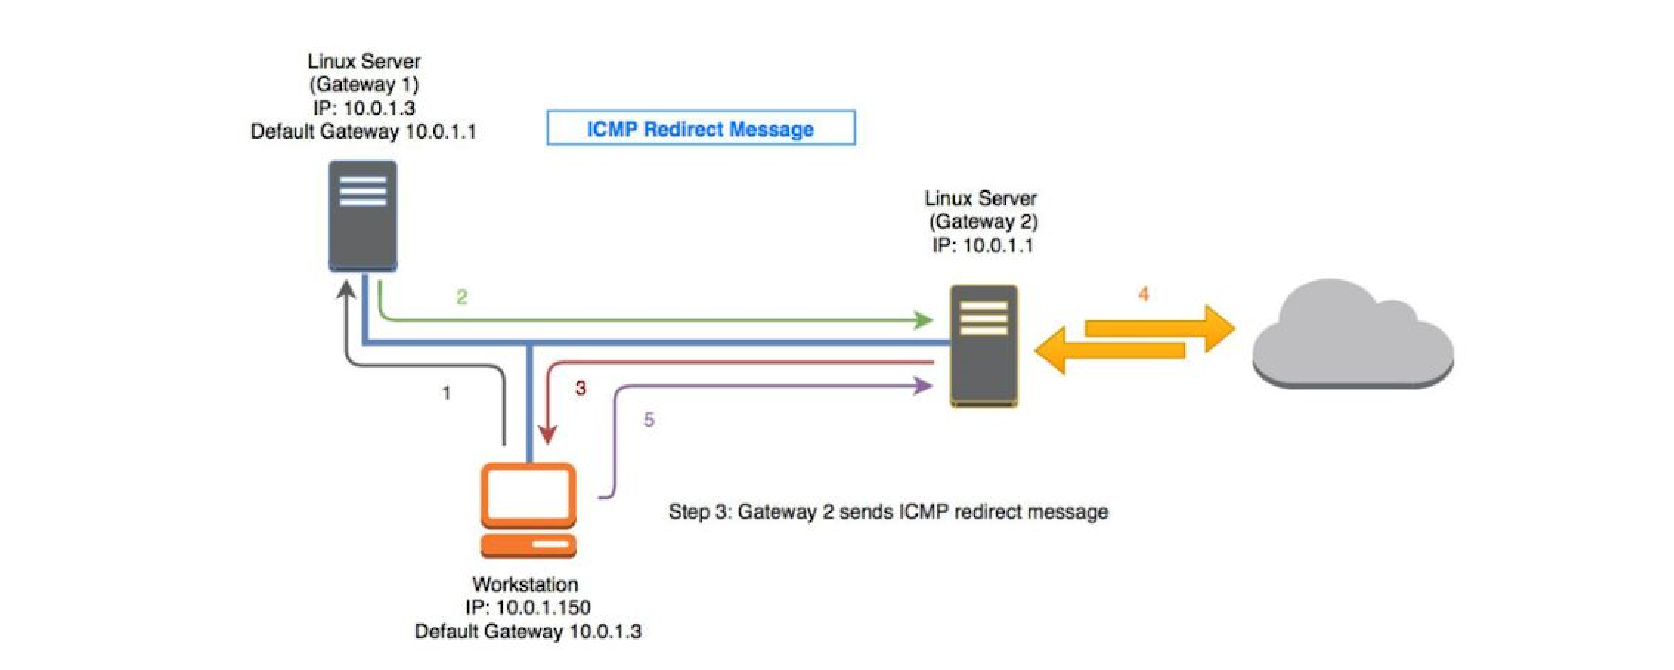 Linux Server
(Gateway 1)
IP: 10.0.1.3
Default Gateway 10.0.1.1
ICMP Redirect Message
Linux Server
(Gateway 2)
IP: 10.0.1.1
2
4
3
1
5
Step 3: Gateway 2 sends ICMP redirect message
Workstation
IP: 10.0.1.150
Default Gateway 10.0.1.3